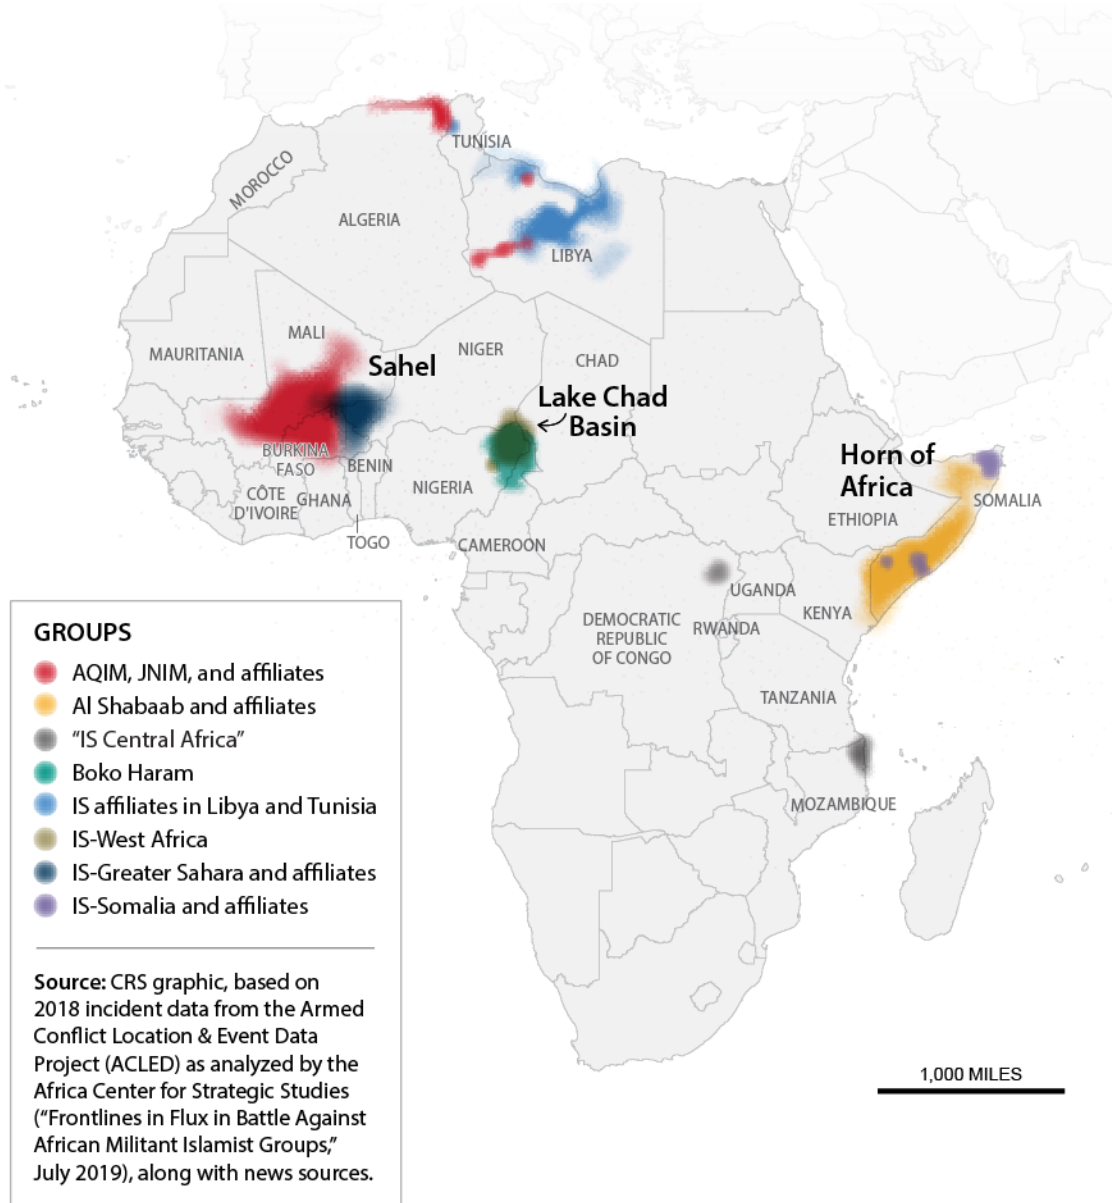 TUNISIA
MOROCCO
ALGERIA
LIBYA
MALI
MAURITANIA
Sahel
NIGER
CHAD
Lake Chad
Basin
BURKINA
FASO
BENIN
NIGERIA
CÔTE
D'IVOIRE
GHANA
TOGO
CAMEROON
Horn of
Africa
SOMALIA
ETHIOPIA
UGANDA
KENYA
DEMOCRATIC
REPUBLIC
OF CONGO
RWANDA
TANZANIA
MOZAMBIQUE
GROUPS
AQIM, JNIM, and affiliates
Al Shabaab and affiliates
“IS Central Africa”
Boko Haram
IS affiliates in Libya and Tunisia
IS-West Africa
IS-Greater Sahara and affiliates
IS-Somalia and affiliates
Source: CRS graphic, based on
2018 incident data from the Armed
Conflict Location & Event Data
Project (ACLED) as analyzed by the
Africa Center for Strategic Studies
(“Frontlines in Flux in Battle Against
African Militant Islamist Groups,”
July 2019), along with news sources.
1,000 MILES